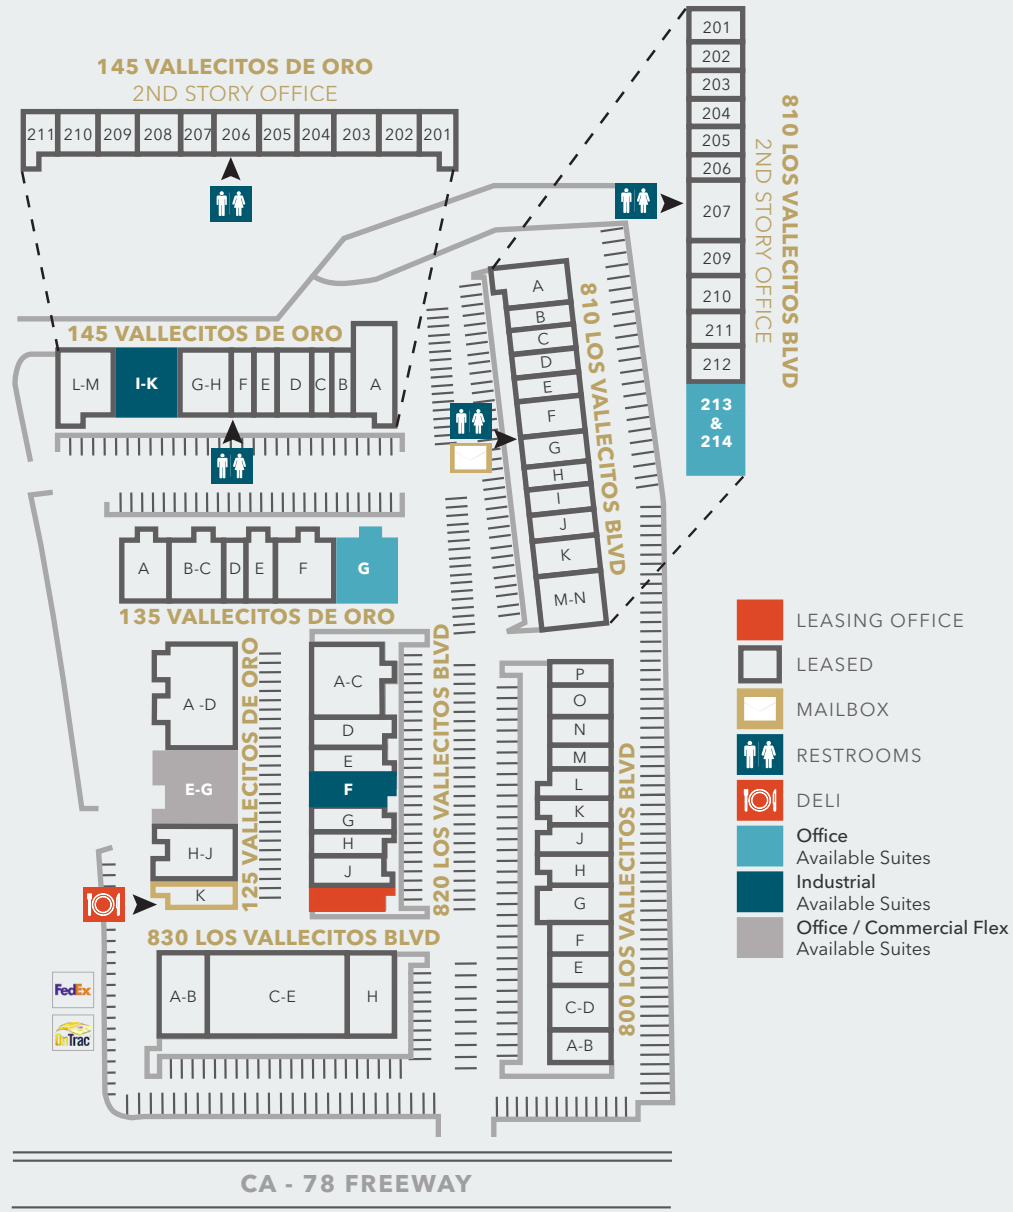 145 VALLECITOS DE ORO
2ND STORY OFFICE
211 210 209 208 207 206 205 204 203 202 201
201
202
203
204
205
206
207
209
210
211
212
213
&
214
810 LOS VALLECITOS BLVD
2ND STORY OFFICE
145 VALLECITOS DE ORO
L-M I-K G-H F E D C B A
A
B
C
D
E
F
G
H
I
J
K
M-N
810 LOS VALLECITOS BLVD
810 LOS VALLECITOS BLVD
A B-C D E F G
135 VALLECITOS DE ORO
A -D
E-G
H-J
K
125 VALLECITOS DE ORO
A-C
D
E
F
G
H
J
820 LOS VALLECITOS BLVD
P
O
N
M
L
K
J
H
G
F
E
C-D
A-B
800 LOS VALLECITOS BLVD
830 LOS VALLECITOS BLVD
A-B C-E H
FedEx
OnTrac
LEASING OFFICE
LEASED
MAILBOX
RESTROOMS
DELI
Office
Available Suites
Industrial
Available Suites
Office / Commercial Flex
Available Suites
CA - 78 FREEWAY